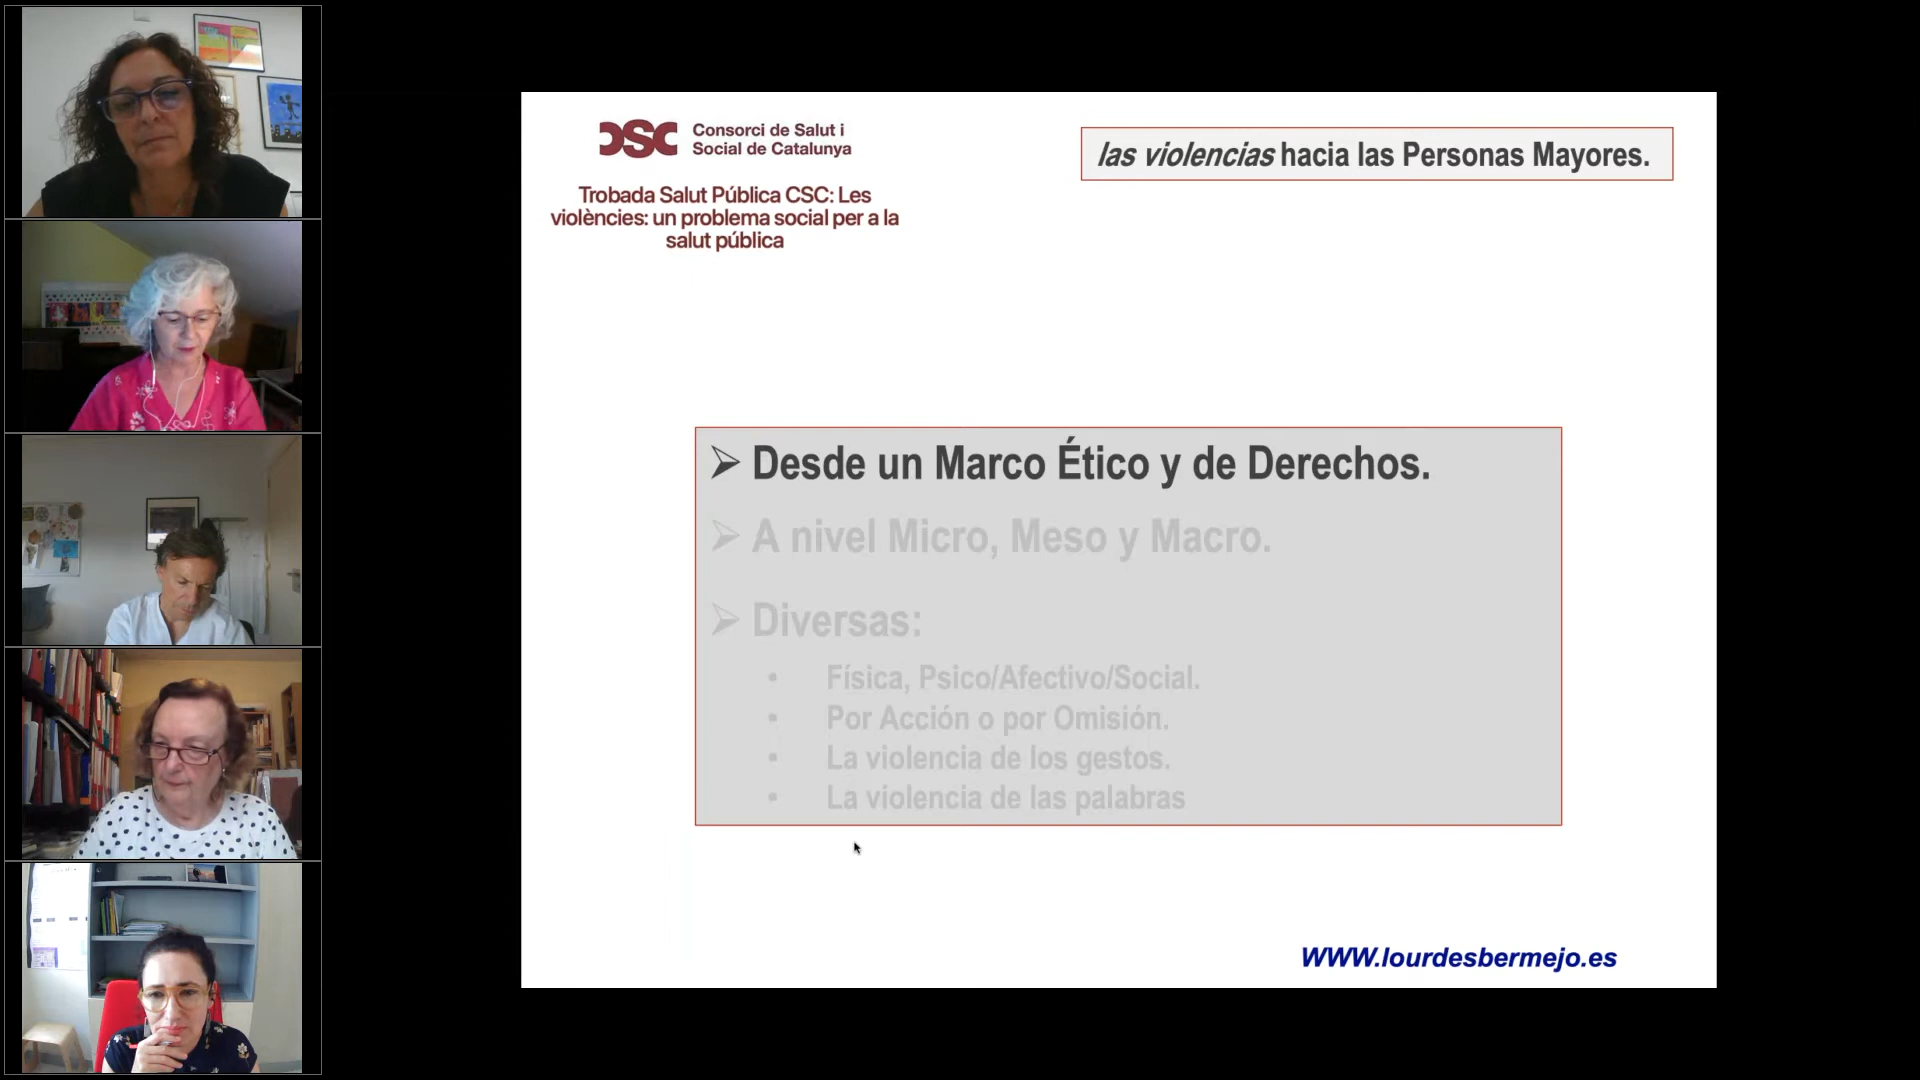 CSC Consorci de Salut i
Social de Catalunya
Trobada Salut Pública CSC: Les
violències: un problema social per a la
salut pública
las violencias hacia las Personas Mayores.
➢ Desde un Marco Ético y de Derechos.
➢ A nivel Micro, Meso y Macro.
➢ Diversas:
• Física, Psico/Afectivo/Social.
• Por Acción o por Omisión.
• La violencia de los gestos.
• La violencia de las palabras
WWW.lourdesbermejo.es